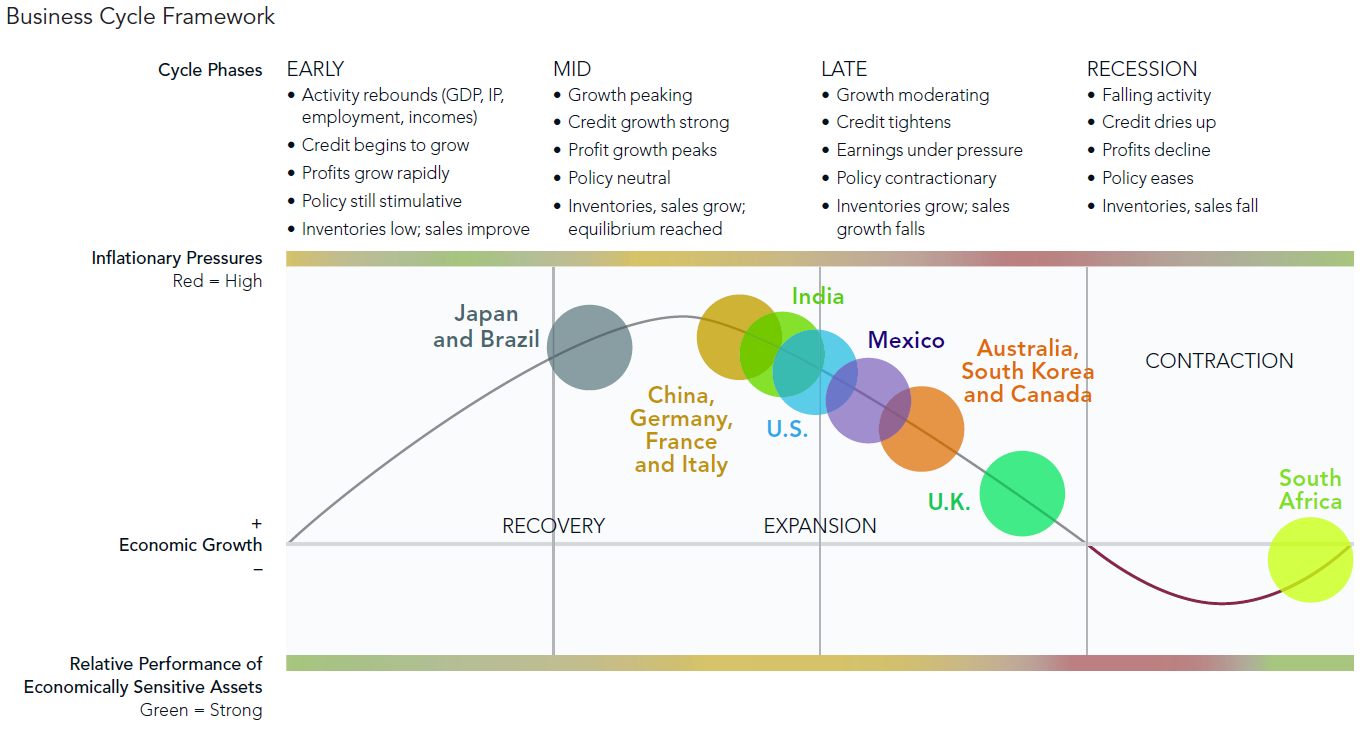 Business Cycle Framework
Cycle Phases
EARLY
• Activity rebounds (GDP, IP,
employment, incomes)
• Credit begins to grow
• Profits grow rapidly
• Policy still stimulative
• Inventories low; sales improve
MID
• Growth peaking
• Credit growth strong
• Profit growth peaks
• Policy neutral
• Inventories, sales grow;
equilibrium reached
LATE
• Growth moderating
• Credit tightens
• Earnings under pressure
• Policy contractionary
• Inventories grow; sales
growth falls
RECESSION
• Falling activity
• Credit dries up
• Profits decline
• Policy eases
• Inventories, sales fall
Inflationary Pressures
Red = High
Japan
and Brazil
China,
Germany,
France
and Italy
India
U.S.
Mexico
Australia,
South Korea
and Canada
U.K.
South
Africa
CONTRACTION
RECOVERY
EXPANSION
+
Economic Growth
–
Relative Performance of
Economically Sensitive Assets
Green = Strong